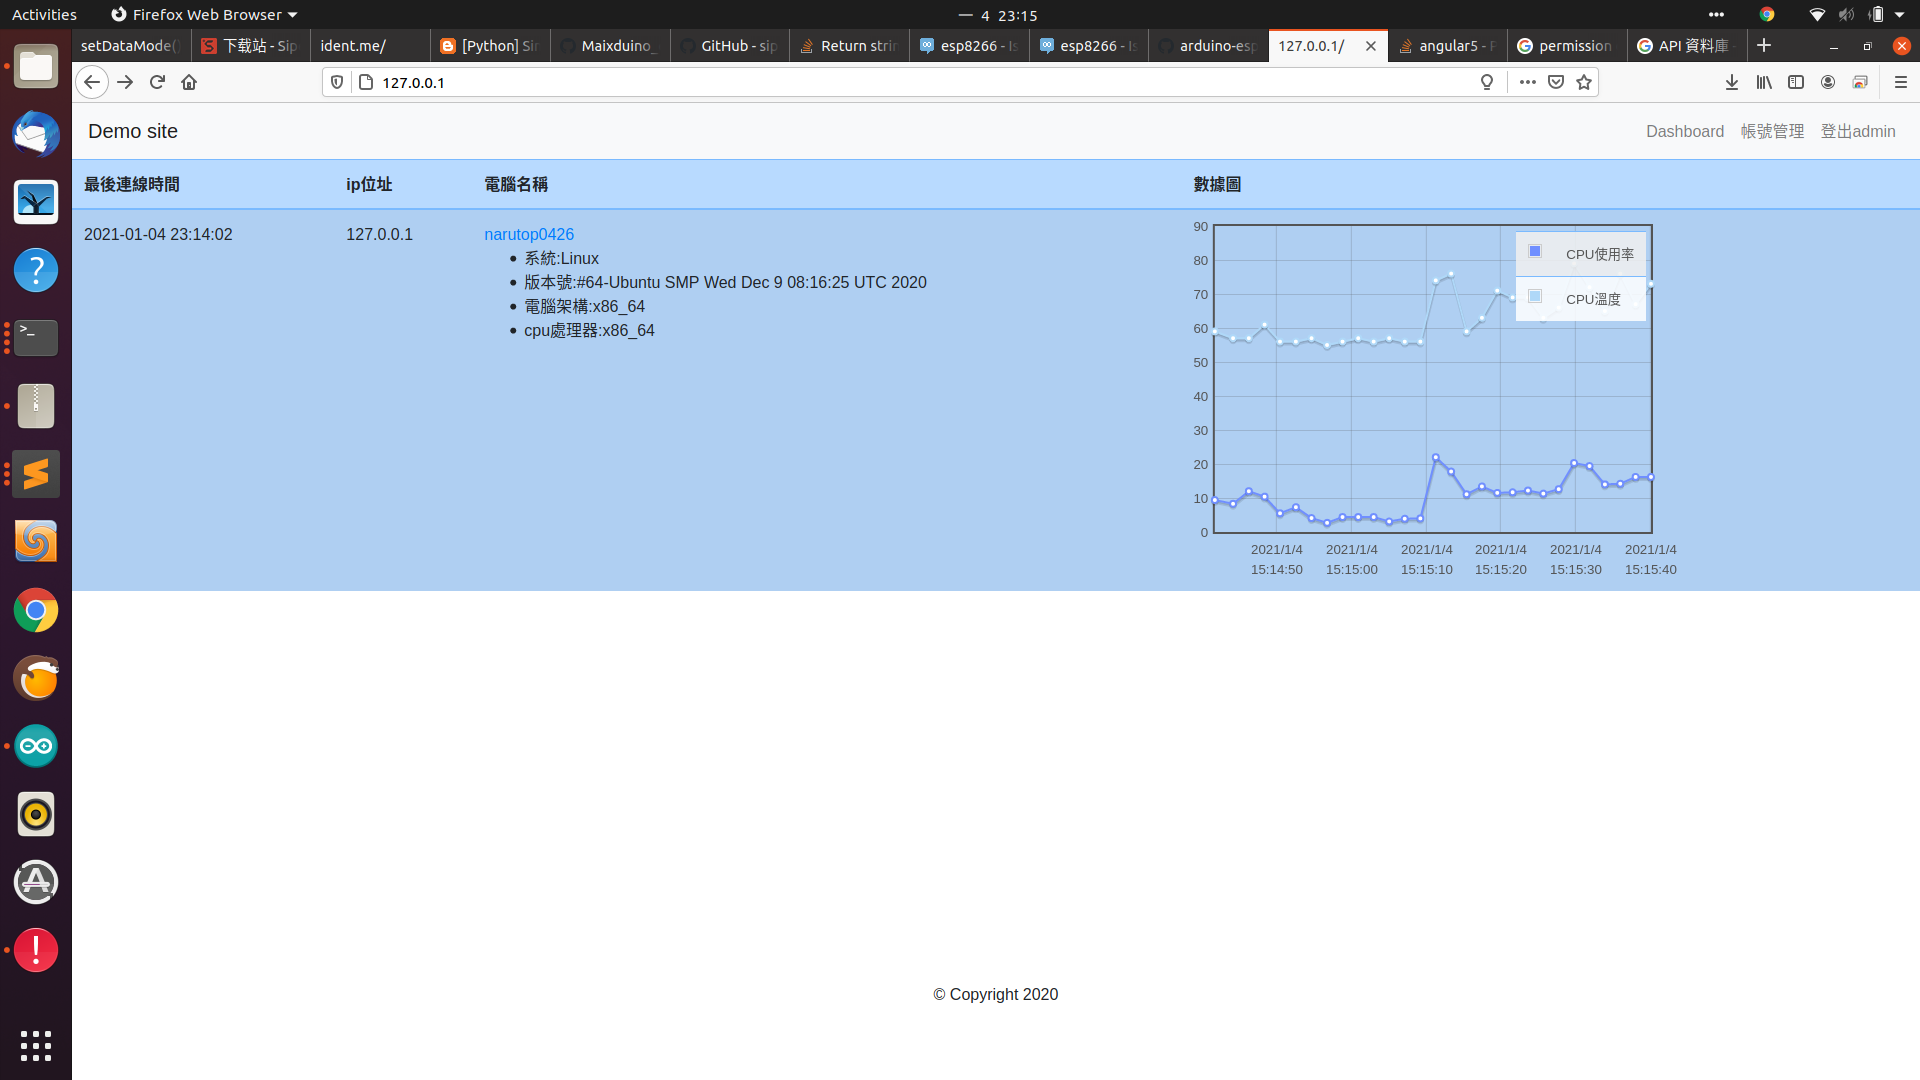 Activities
Firefox Web Browser
4 23:15
setDataMode()
下载站 - Sip
ident.me/
[Python] Sir
Maixduino_
GitHub - sip
Return strin
esp8266 - Is
esp8266 - Is
arduino-esp
127.0.0.1/
angular5 - F
permission
API 資料庫 -
127.0.0.1
Demo site
Dashboard
帳號管理
登出admin
最後連線時間
ip位址
電腦名稱
數據圖
2021-01-04 23:14:02
127.0.0.1
narutop0426
系統:Linux
版本號:#64-Ubuntu SMP Wed Dec 9 08:16:25 UTC 2020
電腦架構:x86_64
cpu處理器:x86_64
90
80
70
60
50
40
30
20
10
0
CPU使用率
CPU溫度
2021/1/4
15:14:50
2021/1/4
15:15:00
2021/1/4
15:15:10
2021/1/4
15:15:20
2021/1/4
15:15:30
2021/1/4
15:15:40
© Copyright 2020